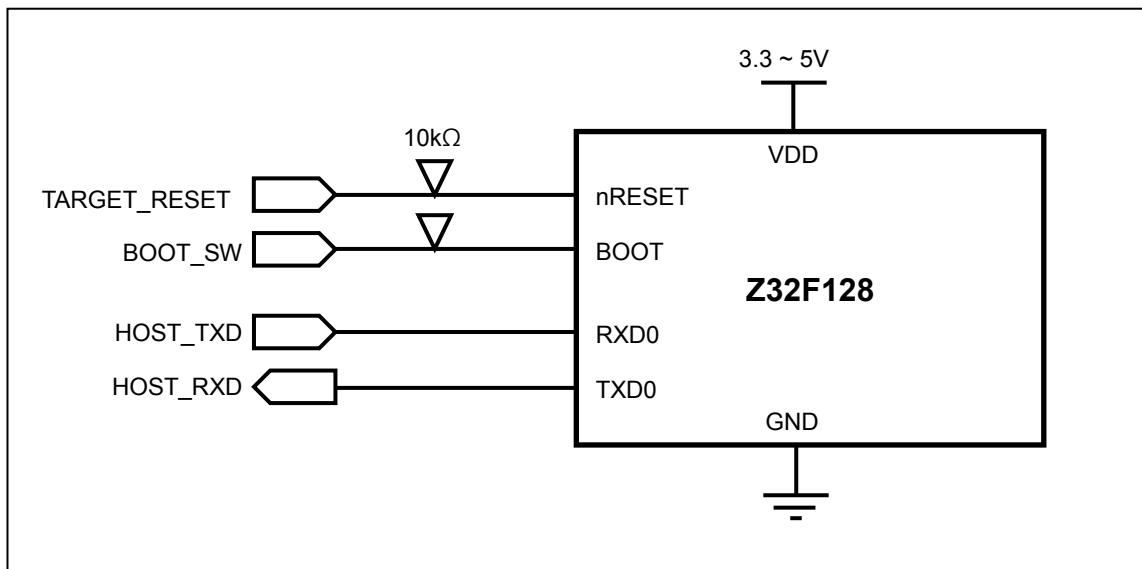 3.3 ~ 5V
10kΩ
VDD
TARGET_RESET
nRESET
BOOT_SW
BOOT
Z32F128
HOST_TXD
RXD0
HOST_RXD
TXD0
GND